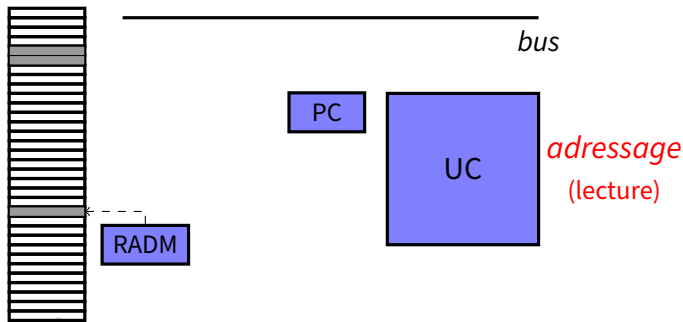 bus
PC
UC
adressage
(lecture)
RADM